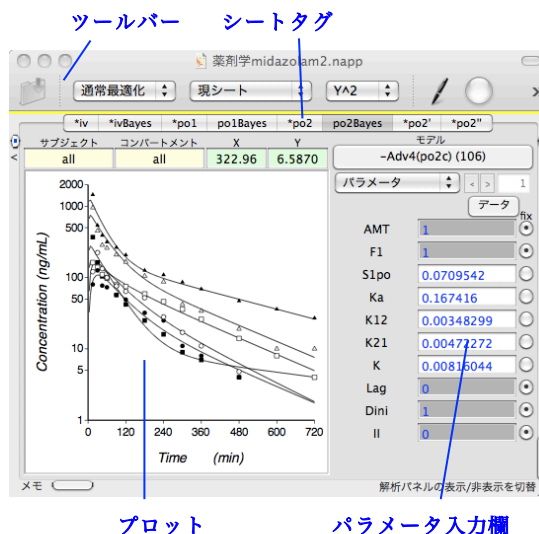 ツールバー シートタグ
薬剤学midazolam2.napp
通常最適化 現シート Y^2
*iv *ivBayes *po1 po1Bayes *po2 po2Bayes *po2' *po2"
サブジェクト コンパートメント X Y モデル
all all 322.96 6.5870 -Adv4(po2c) (106)
パラメータ < > 1
データ
fix
AMT 1
F1 1
S1po 0.0709542
Ka 0.167416
K12 0.00348299
K21 0.00472272
K 0.00816044
Lag 0
Dini 1
II 0
Concentration (ng/mL)
2000
1000
500
100
50
10
5
1
0 120 240 360 480 600 720
Time (min)
メモ 解析パネルの表示/非表示を切替
プロット パラメータ入力欄